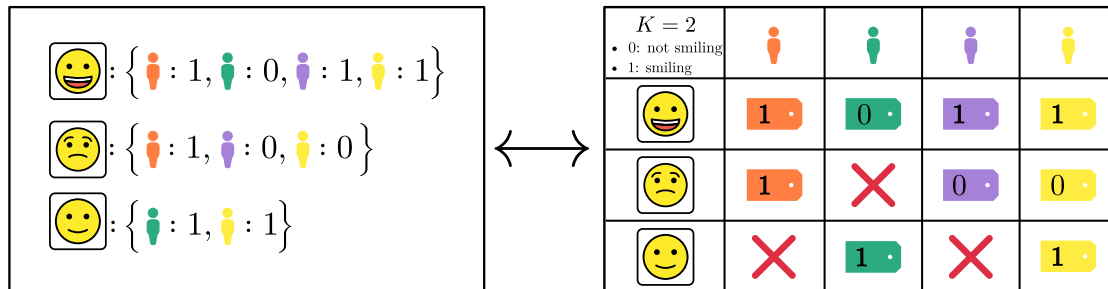 : { : 1, : 0, : 1, : 1}
: { : 1, : 0, : 0}
: { : 1, : 1}
K = 2
• 0: not smiling
• 1: smiling
1 0 1 1
1 0 0
1 1